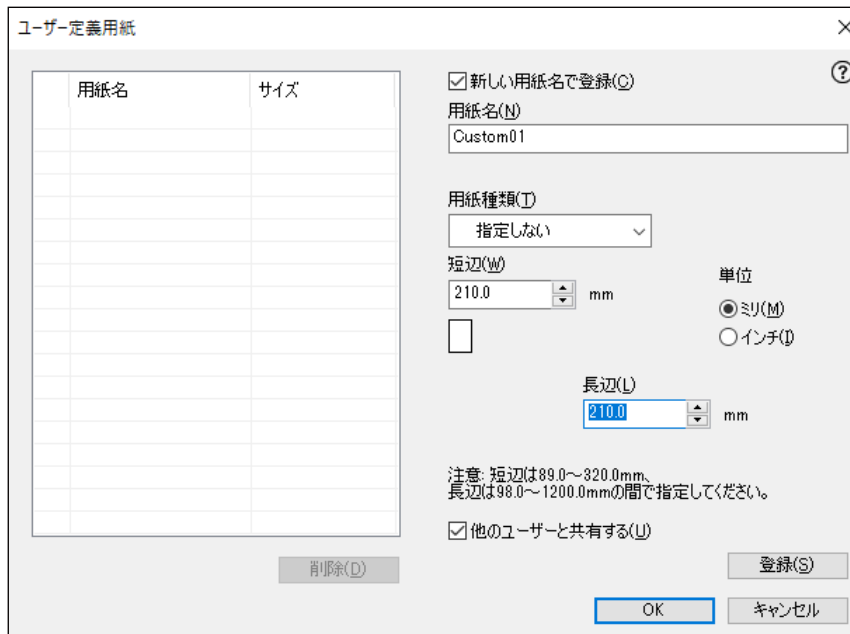 ユーザー定義用紙
用紙名 サイズ
新しい用紙名で登録(C)
用紙名(N)
Custom01
用紙種類(T)
指定しない
短辺(W)
210.0 mm
単位
ミリ(M)
インチ(I)
長辺(L)
210.0 mm
注意: 短辺は89.0～320.0mm、
長辺は98.0～1200.0mmの間で指定してください。
他のユーザーと共有する(U)
削除(D)
登録(S)
OK キャンセル